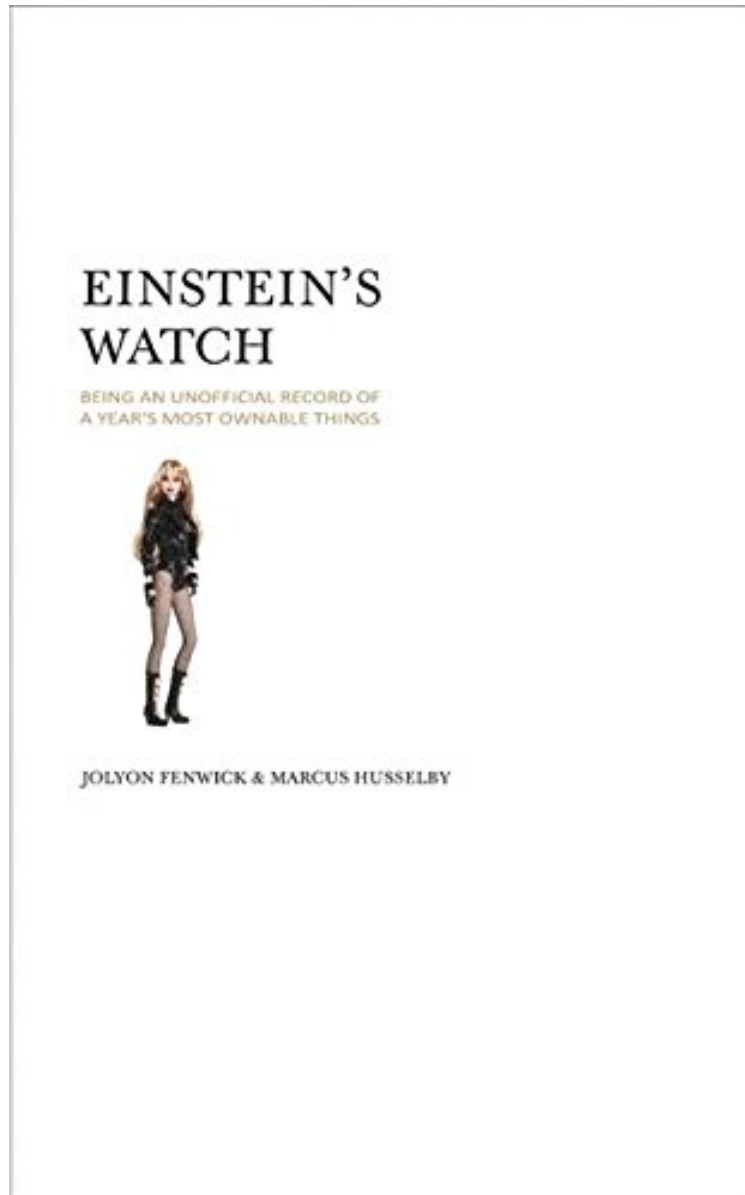 EINSTEIN'S
WATCH
BEING AN UNOFFICIAL RECORD OF
A YEAR'S MOST OWNABLE THINGS
JOLYON FENWICK & MARCUS HUSSELBY